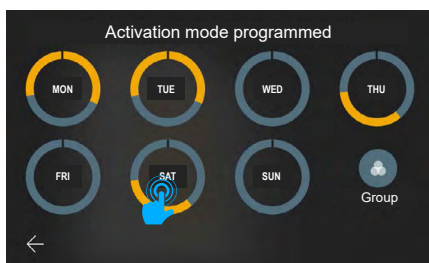 Activation mode programmed
MON TUE WED THU
FRI SAT SUN
Group